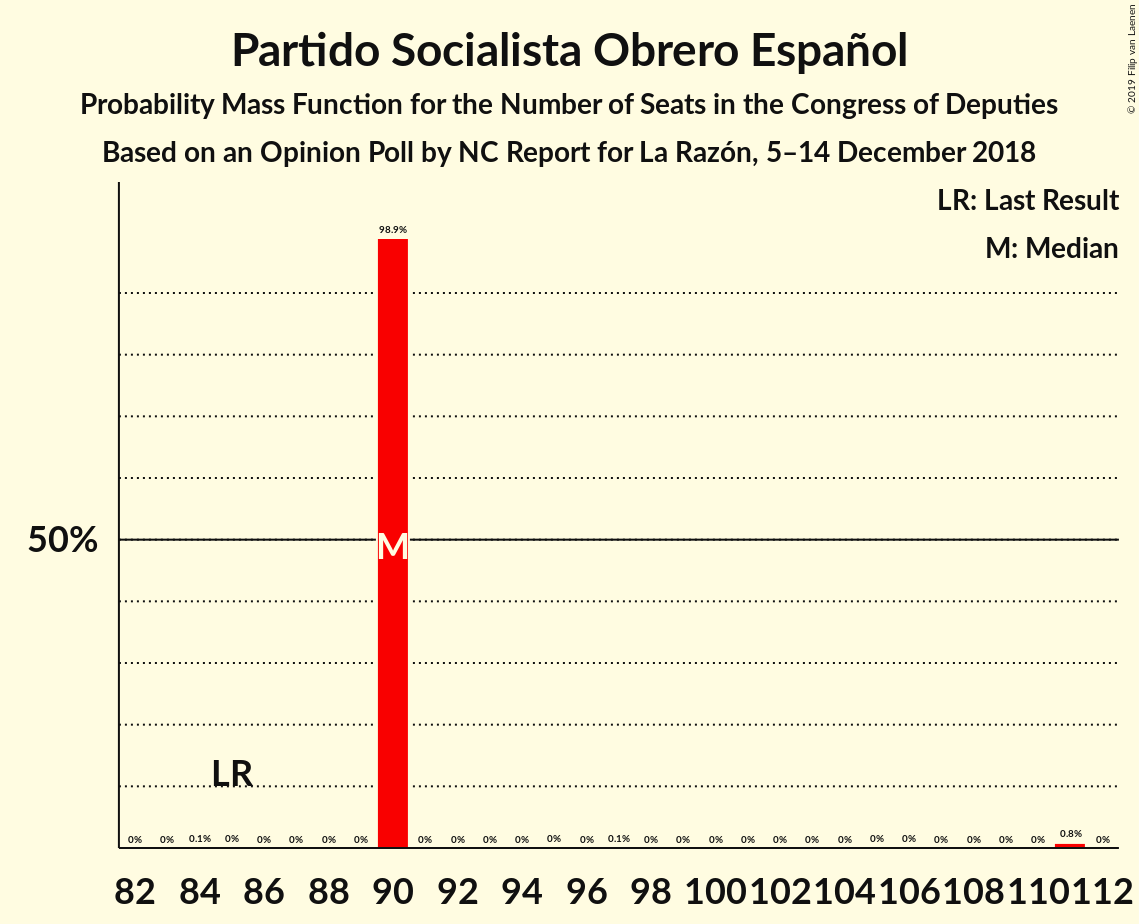 Partido Socialista Obrero Español
Probability Mass Function for the Number of Seats in the Congress of Deputies
Based on an Opinion Poll by NC Report for La Razón, 5–14 December 2018
© 2019 Filip van Laenen
LR: Last Result
M: Median
98.9%
50%
M
LR
0% 0% 0.1% 0% 0% 0% 0% 0% 0% 0% 0% 0% 0% 0% 0.1% 0% 0% 0% 0% 0% 0% 0% 0% 0% 0% 0% 0% 0% 0.8% 0%
82 84 86 88 90 92 94 96 98 100 102 104 106 108 110 112